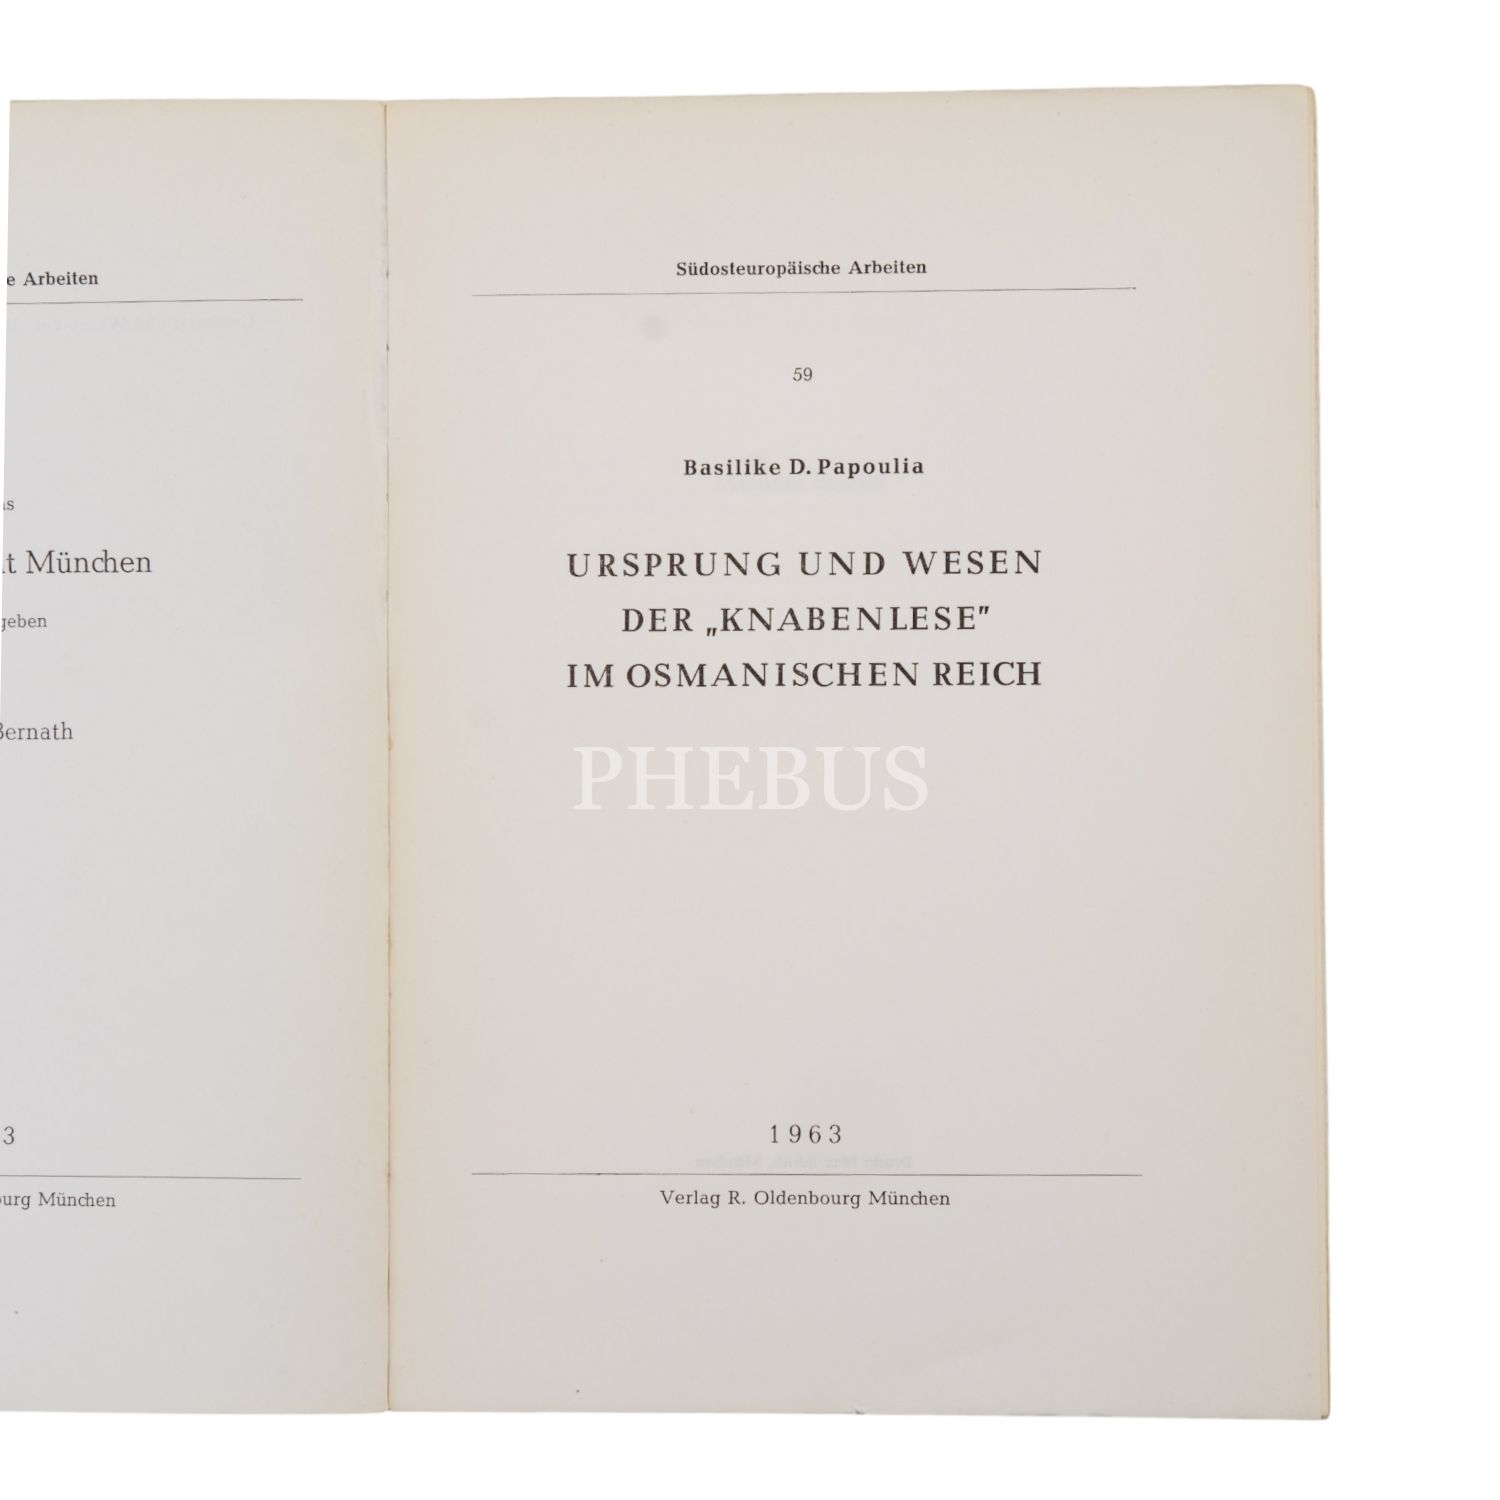 e Arbeiten
t München
geben
Bernath
3
urg München
Südosteuropäische Arbeiten
59
Basilike D. Papoulia
URSPRUNG UND WESEN
DER „KNABENLESE"
IM OSMANISCHEN REICH
PHEBUS
1963
Verlag R. Oldenbourg München